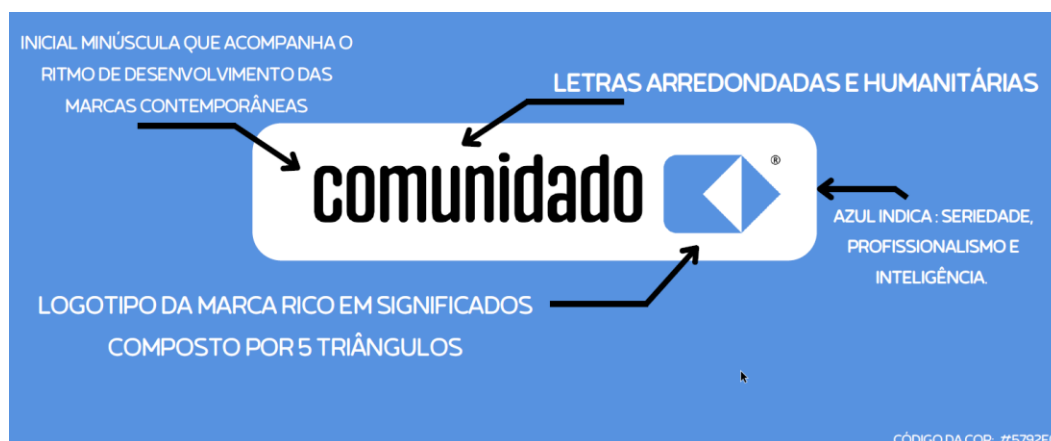 INICIAL MINÚSCULA QUE ACOMPANHA O
RITMO DE DESENVOLVIMENTO DAS
MARCAS CONTEMPORÂNEAS
LETRAS ARREDONDADAS E HUMANITÁRIAS
comunidado ®
AZUL INDICA : SERIEDADE,
PROFISSIONALISMO E
INTELIGÊNCIA.
LOGOTIPO DA MARCA RICO EM SIGNIFICADOS
COMPOSTO POR 5 TRIÂNGULOS
CÓDIGO DA COR: